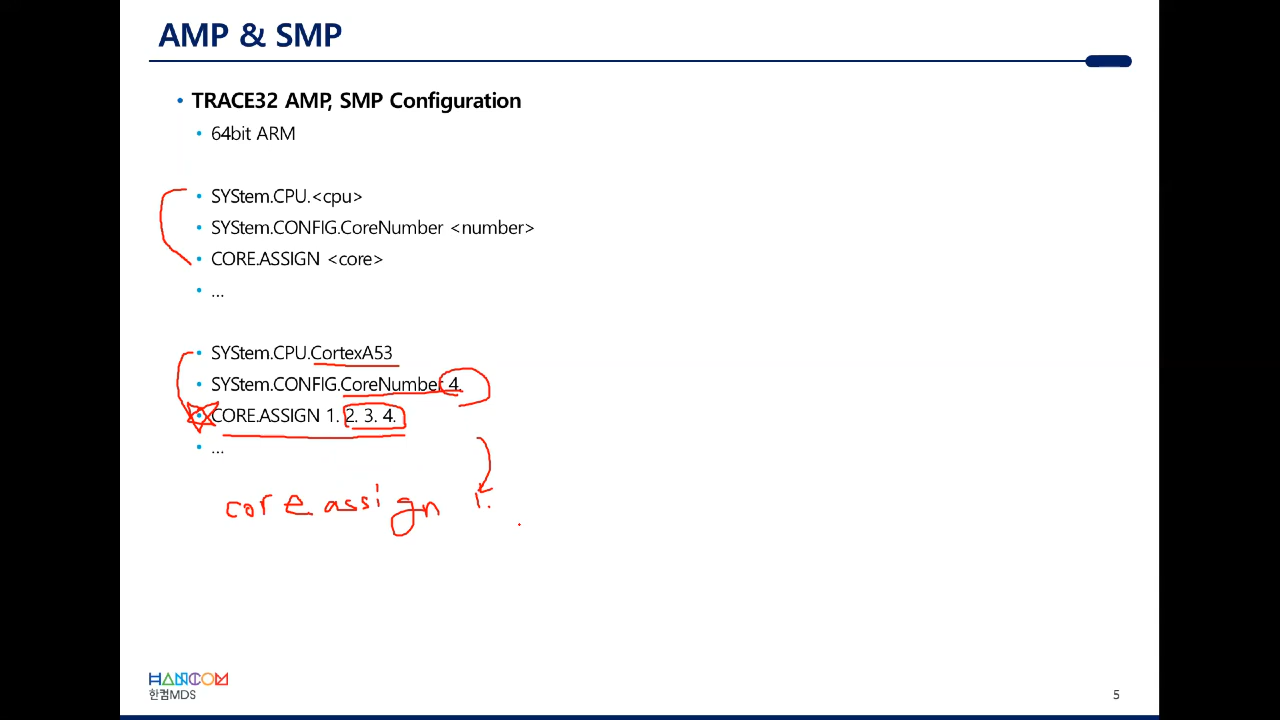 AMP & SMP
• TRACE32 AMP, SMP Configuration
• 64bit ARM
• SYStem.CPU.<cpu>
• SYStem.CONFIG.CoreNumber <number>
• CORE.ASSIGN <core>
• ...
• SYStem.CPU.CortexA53
• SYStem.CONFIG.CoreNumber 4.
• CORE.ASSIGN 1. 2. 3. 4.
• ...
core assign 1.
HANCOM
한컴MDS
5